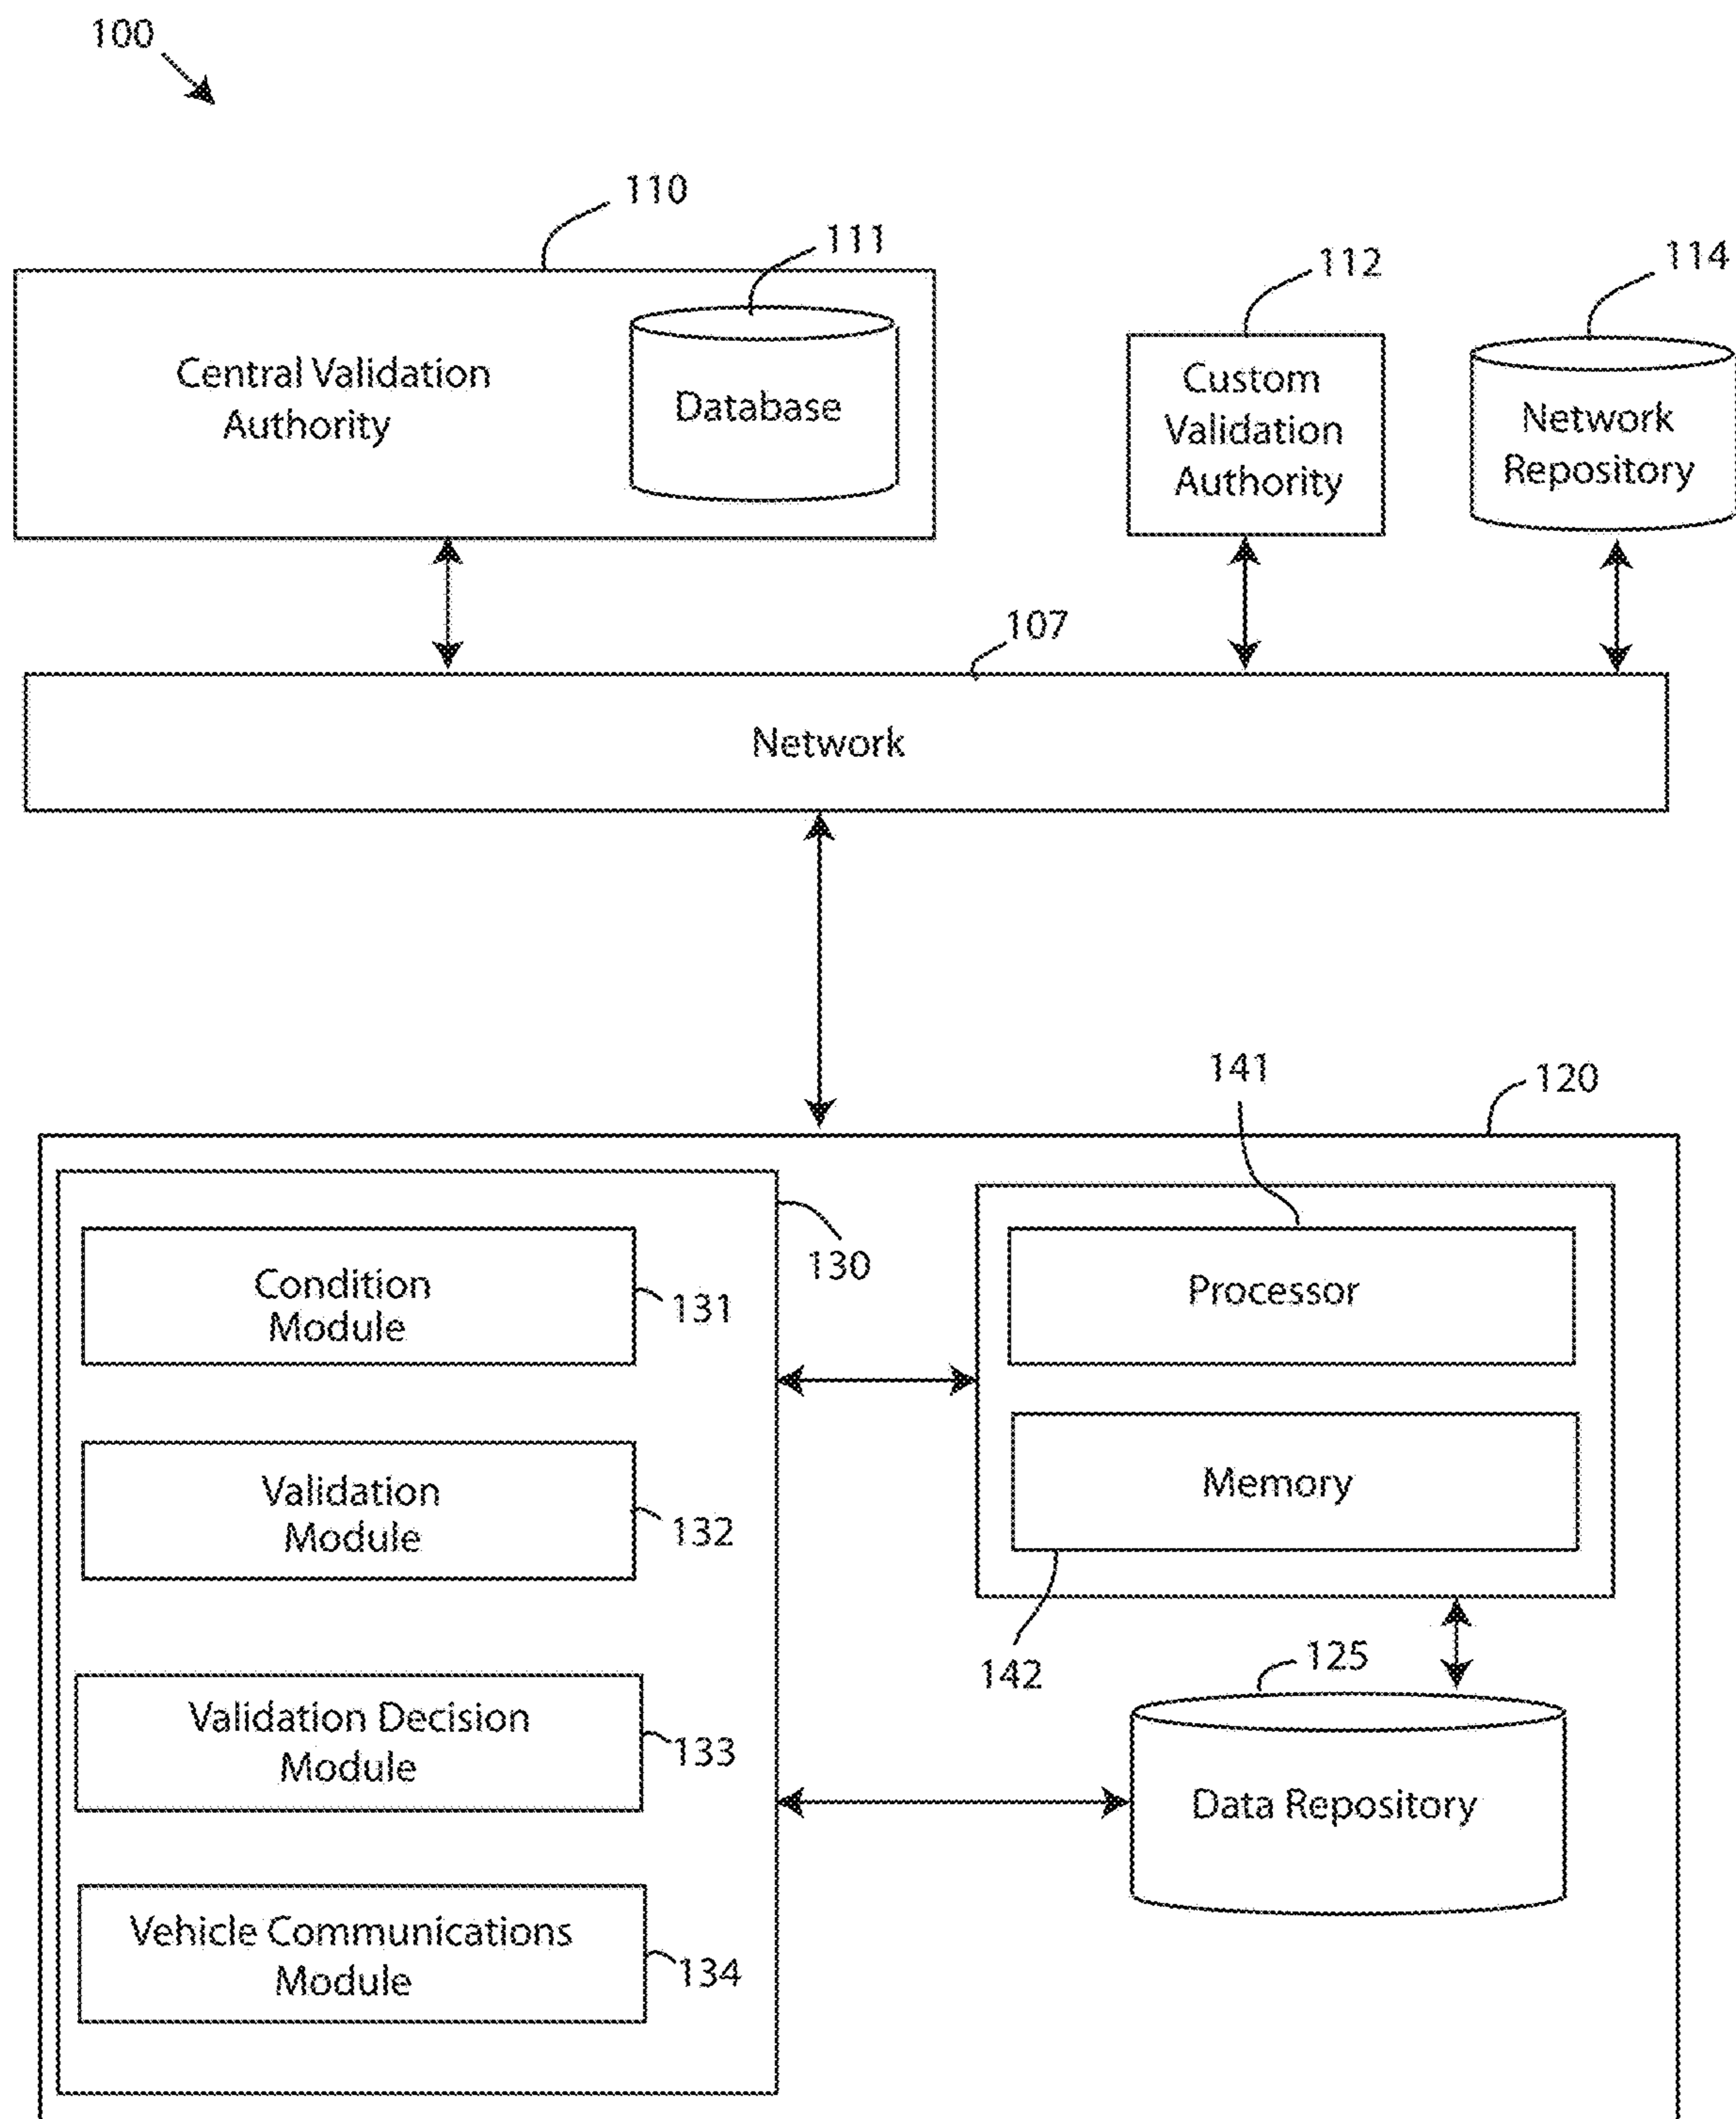 100
110
111
112
114
Central Validation
Authority
Database
Custom
Validation
Authority
Network
Repository
107
Network
141
120
130
Condition
Module
131
Processor
Validation
Module
132
Memory
142
125
Validation Decision
Module
133
Data Repository
Vehicle Communications
Module
134